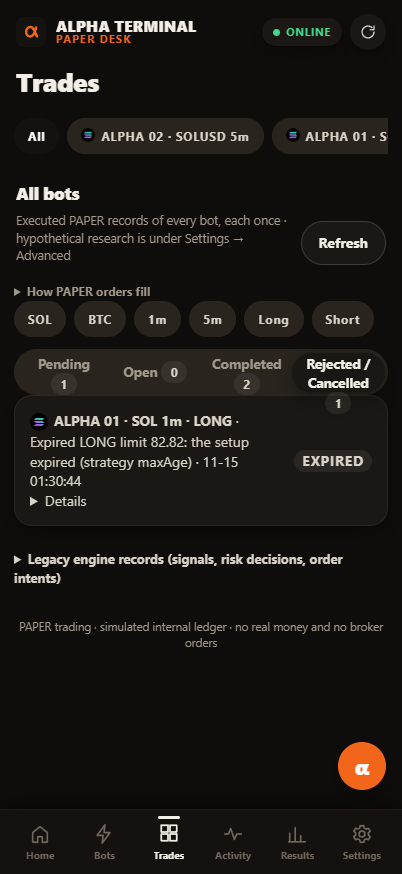 α
ALPHA TERMINAL
PAPER DESK
ONLINE
Trades
All
ALPHA 02 · SOLUSD 5m
ALPHA 01 · S
All bots
Executed PAPER records of every bot, each once ·
hypothetical research is under Settings →
Advanced
Refresh
▶ How PAPER orders fill
SOL
BTC
1m
5m
Long
Short
Pending
1
Open 0
Completed
2
Rejected /
Cancelled
1
ALPHA 01 · SOL 1m · LONG ·
Expired LONG limit 82.82: the setup
expired (strategy maxAge) · 11-15
01:30:44
EXPIRED
▶ Details
▶ Legacy engine records (signals, risk decisions, order
intents)
PAPER trading · simulated internal ledger · no real money and no broker
orders
α
Home
Bots
Trades
Activity
Results
Settings